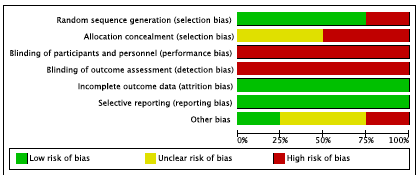 Random sequence generation (selection bias)
Allocation concealment (selection bias)
Blinding of participants and personnel (performance bias)
Blinding of outcome assessment (detection bias)
Incomplete outcome data (attrition bias)
Selective reporting (reporting bias)
Other bias
0% 25% 50% 75% 100%
Low risk of bias Unclear risk of bias High risk of bias